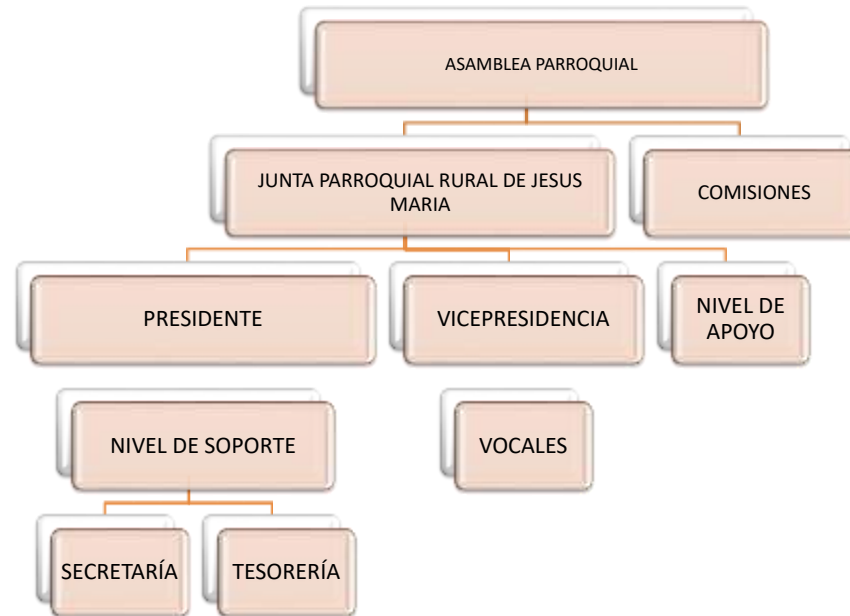 ASAMBLEA PARROQUIAL
JUNTA PARROQUIAL RURAL DE JESUS
MARIA
COMISIONES
PRESIDENTE
VICEPRESIDENCIA
NIVEL DE
APOYO
NIVEL DE SOPORTE
VOCALES
SECRETARÍA
TESORERÍA